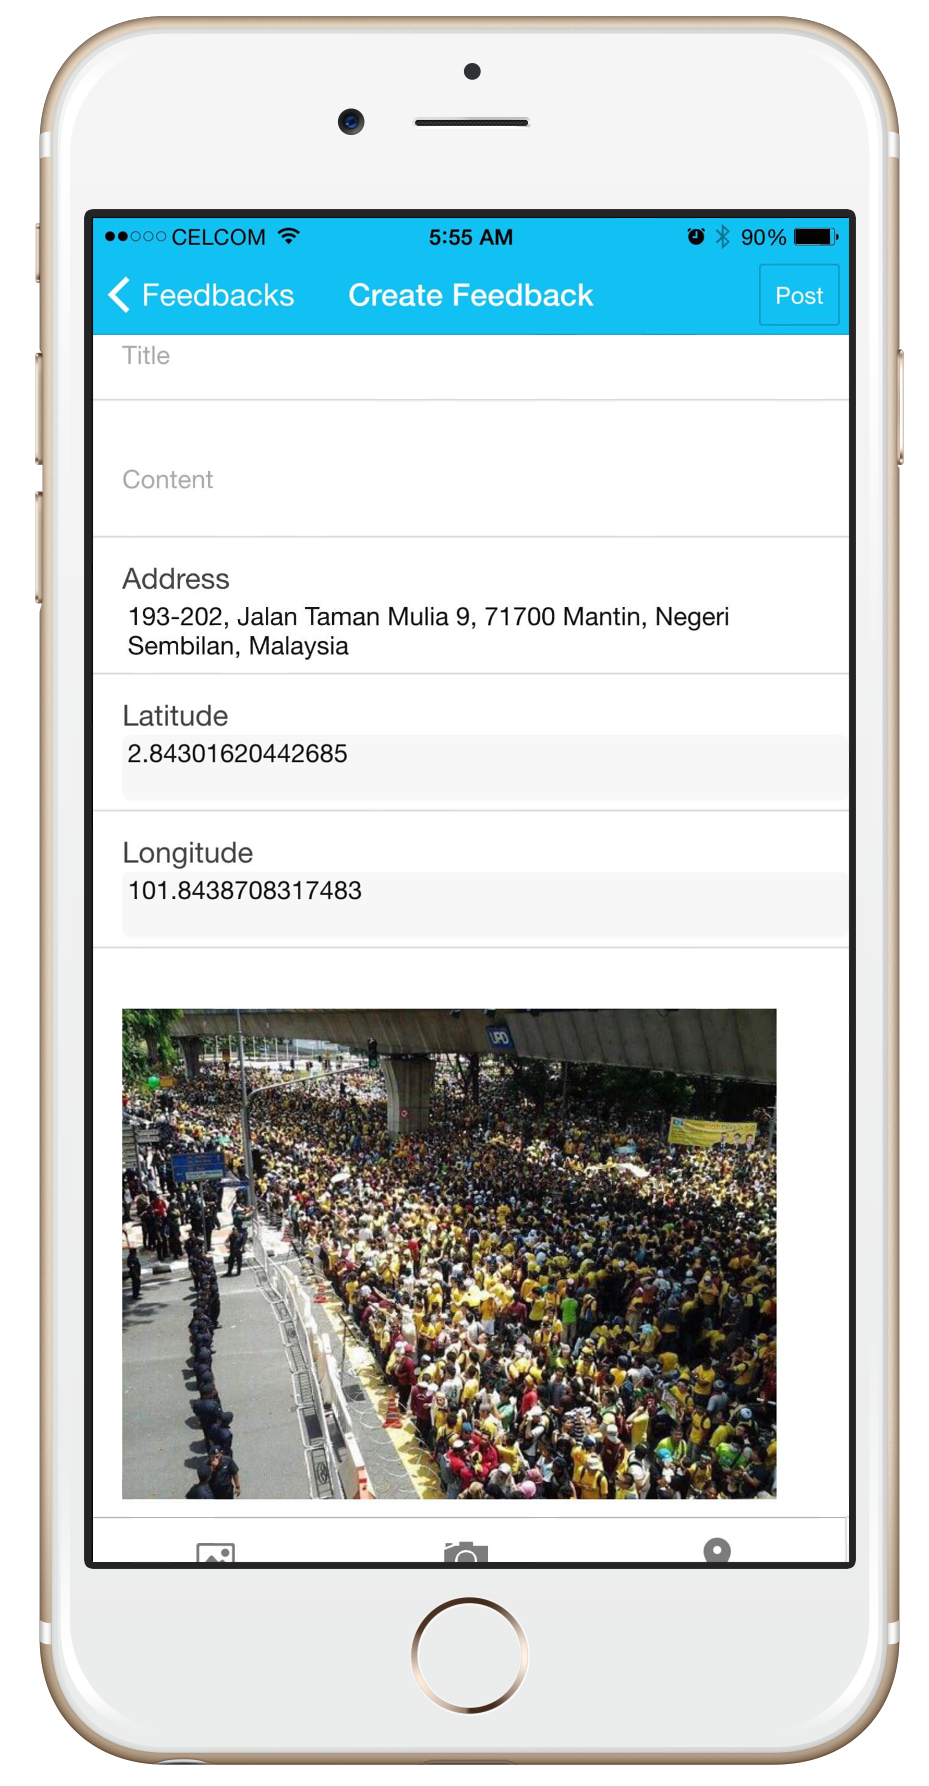 CELCOM 5:55 AM 90%
Feedbacks Create Feedback Post
Title
Content
Address
193-202, Jalan Taman Mulia 9, 71700 Mantin, Negeri
Sembilan, Malaysia
Latitude
2.84301620442685
Longitude
101.8438708317483